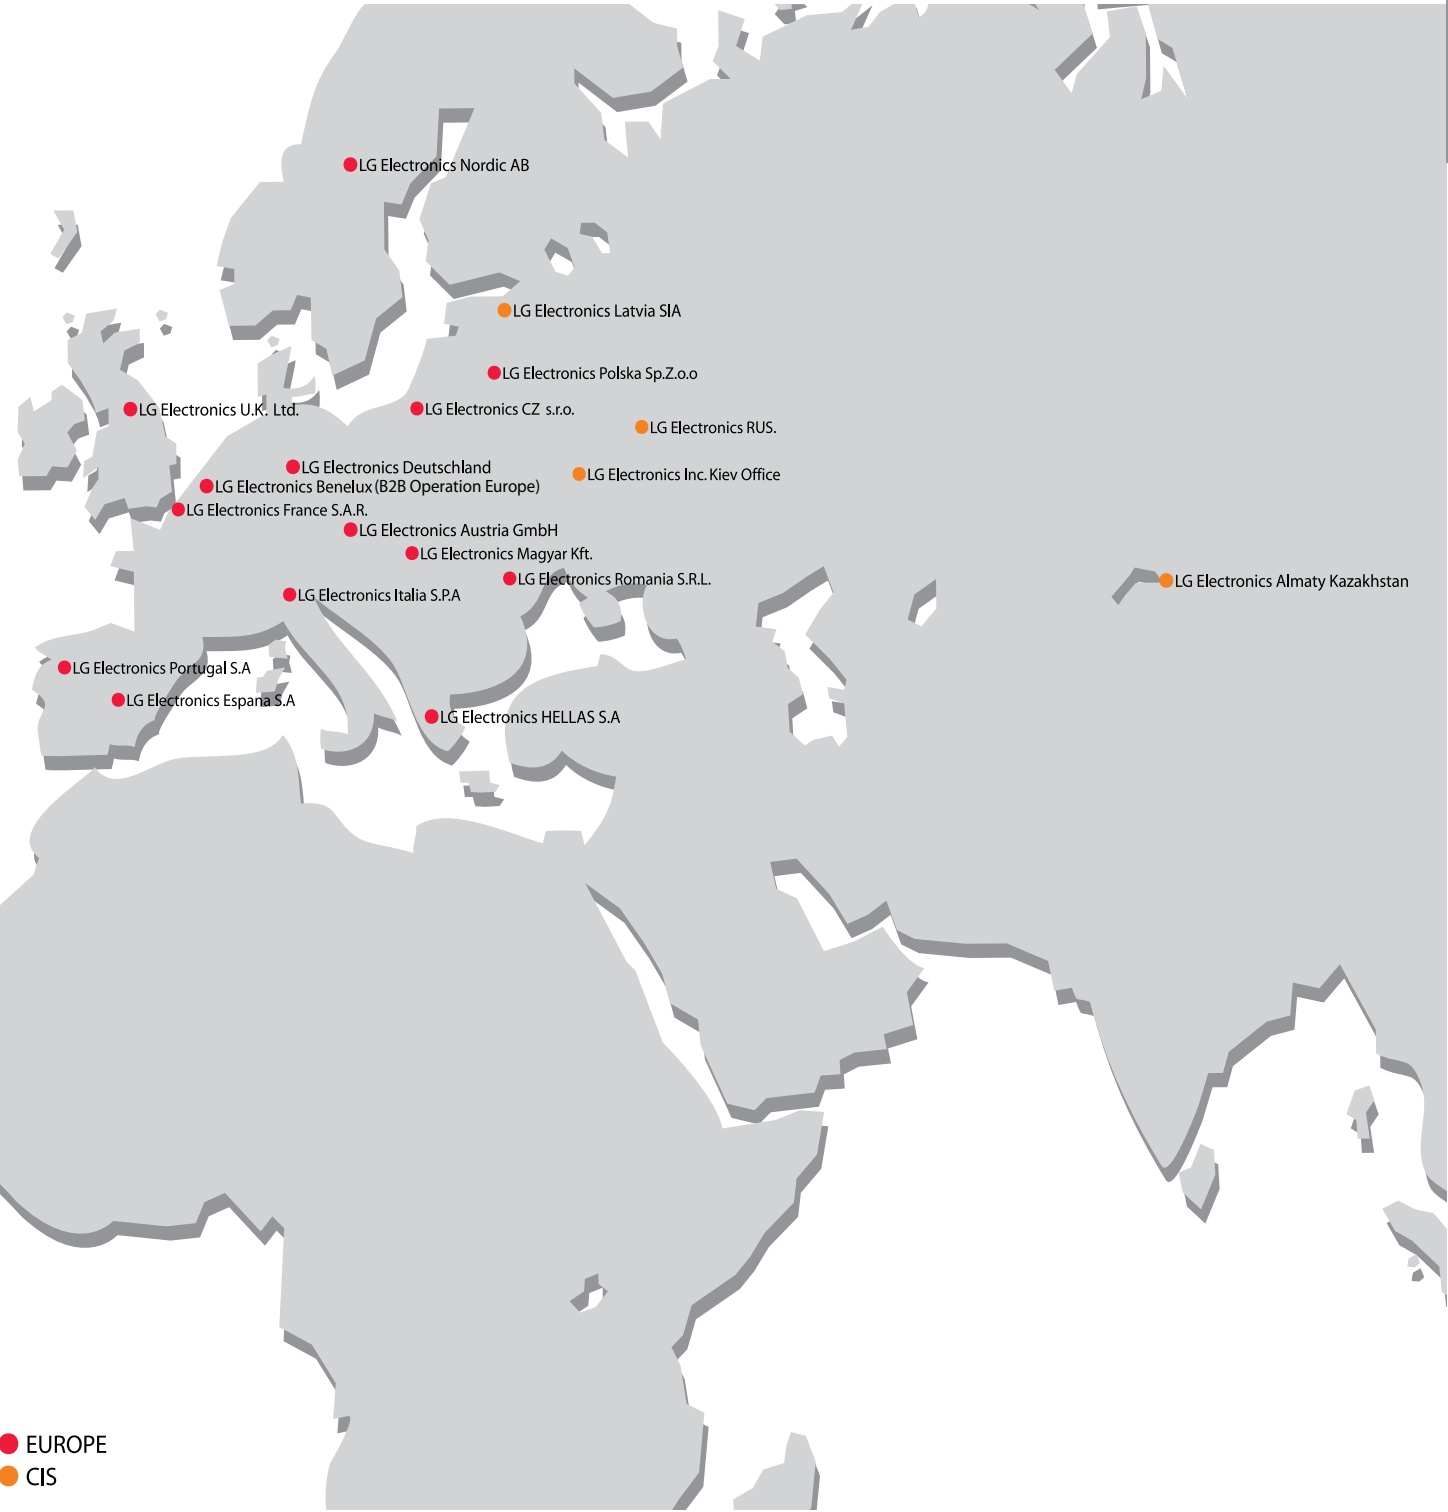 LG Electronics Nordic AB
LG Electronics Latvia SIA
LG Electronics Polska Sp.Z.o.o
LG Electronics U.K. Ltd.
LG Electronics CZ s.r.o.
LG Electronics RUS.
LG Electronics Deutschland
LG Electronics Inc. Kiev Office
LG Electronics Benelux (B2B Operation Europe)
LG Electronics France S.A.R.
LG Electronics Austria GmbH
LG Electronics Magyar Kft.
LG Electronics Romania S.R.L.
LG Electronics Almaty Kazakhstan
LG Electronics Italia S.P.A
LG Electronics Portugal S.A
LG Electronics Espana S.A
LG Electronics HELLAS S.A
EUROPE
CIS